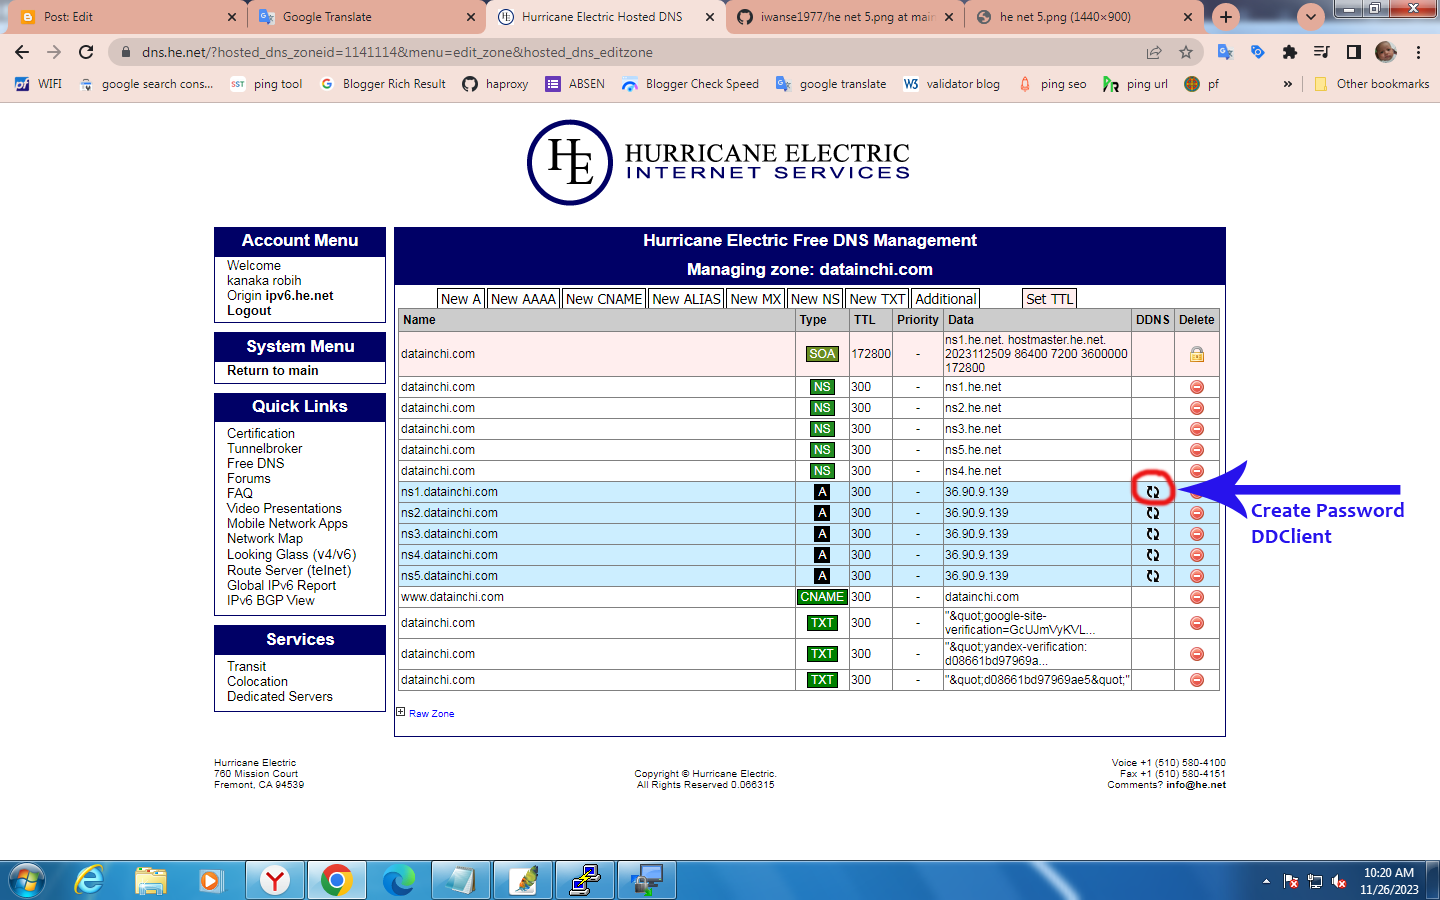 Post: Edit
Google Translate
Hurricane Electric Hosted DNS
iwanse1977/he net 5.png at main
he net 5.png (1440×900)
dns.he.net/?hosted_dns_zoneid=1141114&menu=edit_zone&hosted_dns_editzone
WIFI
google search cons...
SST ping tool
Blogger Rich Result
haproxy
ABSEN
Blogger Check Speed
google translate
W3 validator blog
ping seo
ping url
pf
»
Other bookmarks
HE HURRICANE ELECTRIC
INTERNET SERVICES
Account Menu
Welcome
kanaka robih
Origin ipv6.he.net
Logout
System Menu
Return to main
Quick Links
Certification
Tunnelbroker
Free DNS
Forums
FAQ
Video Presentations
Mobile Network Apps
Network Map
Looking Glass (v4/v6)
Route Server (telnet)
Global IPv6 Report
IPv6 BGP View
Services
Transit
Colocation
Dedicated Servers
Hurricane Electric Free DNS Management
Managing zone: datainchi.com
New A New AAAA New CNAME New ALIAS New MX New NS New TXT Additional Set TTL
Name Type TTL Priority Data DDNS Delete
datainchi.com SOA 172800 - ns1.he.net. hostmaster.he.net.
2023112509 86400 7200 3600000
172800
datainchi.com NS 300 - ns1.he.net
datainchi.com NS 300 - ns2.he.net
datainchi.com NS 300 - ns3.he.net
datainchi.com NS 300 - ns5.he.net
datainchi.com NS 300 - ns4.he.net
ns1.datainchi.com A 300 - 36.90.9.139
ns2.datainchi.com A 300 - 36.90.9.139
ns3.datainchi.com A 300 - 36.90.9.139
ns4.datainchi.com A 300 - 36.90.9.139
ns5.datainchi.com A 300 - 36.90.9.139
www.datainchi.com CNAME 300 - datainchi.com
datainchi.com TXT 300 - "&quot;google-site-
verification=GcUJmVyKVL...
datainchi.com TXT 300 - "&quot;yandex-verification:
d08661bd97969a...
datainchi.com TXT 300 - "&quot;d08661bd97969ae5&quot;"
Raw Zone
Create Password
DDClient
Hurricane Electric
760 Mission Court
Fremont, CA 94539
Copyright © Hurricane Electric.
All Rights Reserved 0.066315
Voice +1 (510) 580-4100
Fax +1 (510) 580-4151
Comments? info@he.net
10:20 AM
11/26/2023